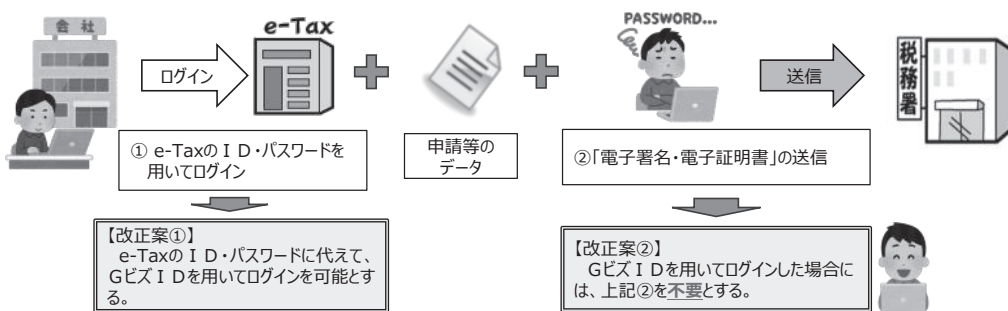 会社
ログイン
e-Tax
PASSWORD...
送信
税務署
① e-TaxのＩＤ・パスワードを
用いてログイン
申請等の
データ
②「電子署名・電子証明書」の送信
【改正案①】
e-TaxのＩＤ・パスワードに代えて、
GビズＩＤを用いてログインを可能とす
る。
【改正案②】
GビズＩＤを用いてログインした場合に
は、上記②を不要とする。